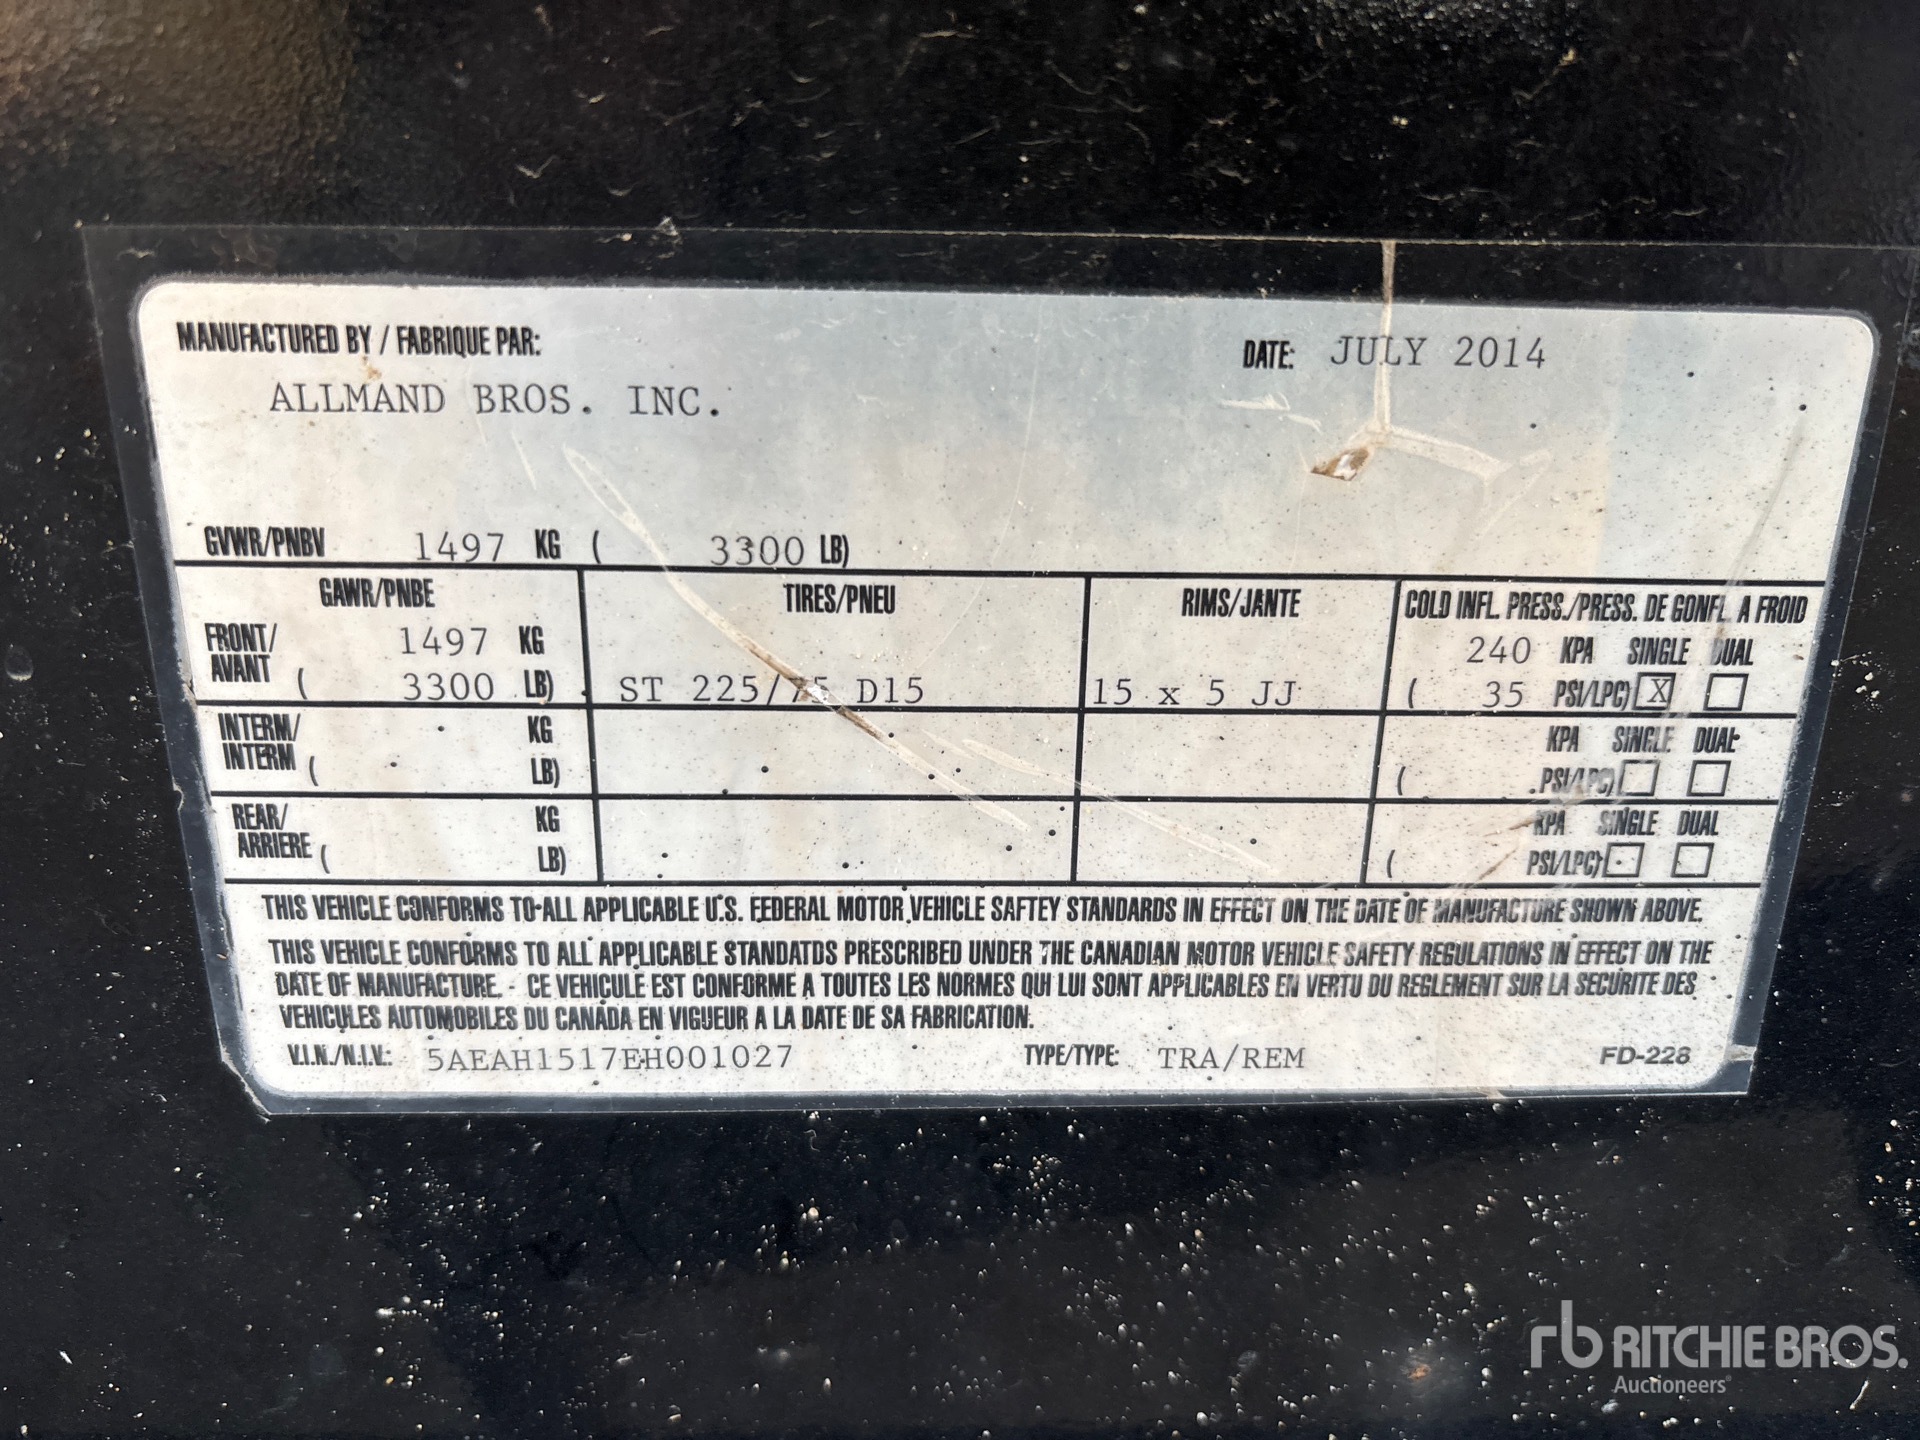 MANUFACTURED BY / FABRIQUE PAR:
DATE: JULY 2014
ALLMAND BROS. INC.
GVWR/PNBV 1497 KG ( 3300 LB)
GAWR/PNBE TIRES/PNEU RIMS/JANTE COLD INFL. PRESS./PRESS. DE GONFL. A FROID
FRONT/ 1497 KG 240 KPA SINGLE DUAL
AVANT ( 3300 LB) ST 225/75 D15 15 x 5 JJ ( 35 PSI/LPC) X
INTERM/ KG KPA SINGLE DUAL
INTERM ( LB) ( PSI/LPC)
REAR/ KG KPA SINGLE DUAL
ARRIERE ( LB) ( PSI/LPC)
THIS VEHICLE CONFORMS TO ALL APPLICABLE U.S. FEDERAL MOTOR VEHICLE SAFTEY STANDARDS IN EFFECT ON THE DATE OF MANUFACTURE SHOWN ABOVE.
THIS VEHICLE CONFORMS TO ALL APPLICABLE STANDATDS PRESCRIBED UNDER THE CANADIAN MOTOR VEHICLE SAFETY REGULATIONS IN EFFECT ON THE
DATE OF MANUFACTURE. - CE VEHICULE EST CONFORME A TOUTES LES NORMES QUI LUI SONT APPLICABLES EN VERTU DU REGLEMENT SUR LA SECURITE DES
VEHICULES AUTOMOBILES DU CANADA EN VIGUEUR A LA DATE DE SA FABRICATION.
V.I.N./N.I.V.: 5AEAH1517EH001027 TYPE/TYPE: TRA/REM FD-228
rb RITCHIE BROS.
Auctioneers